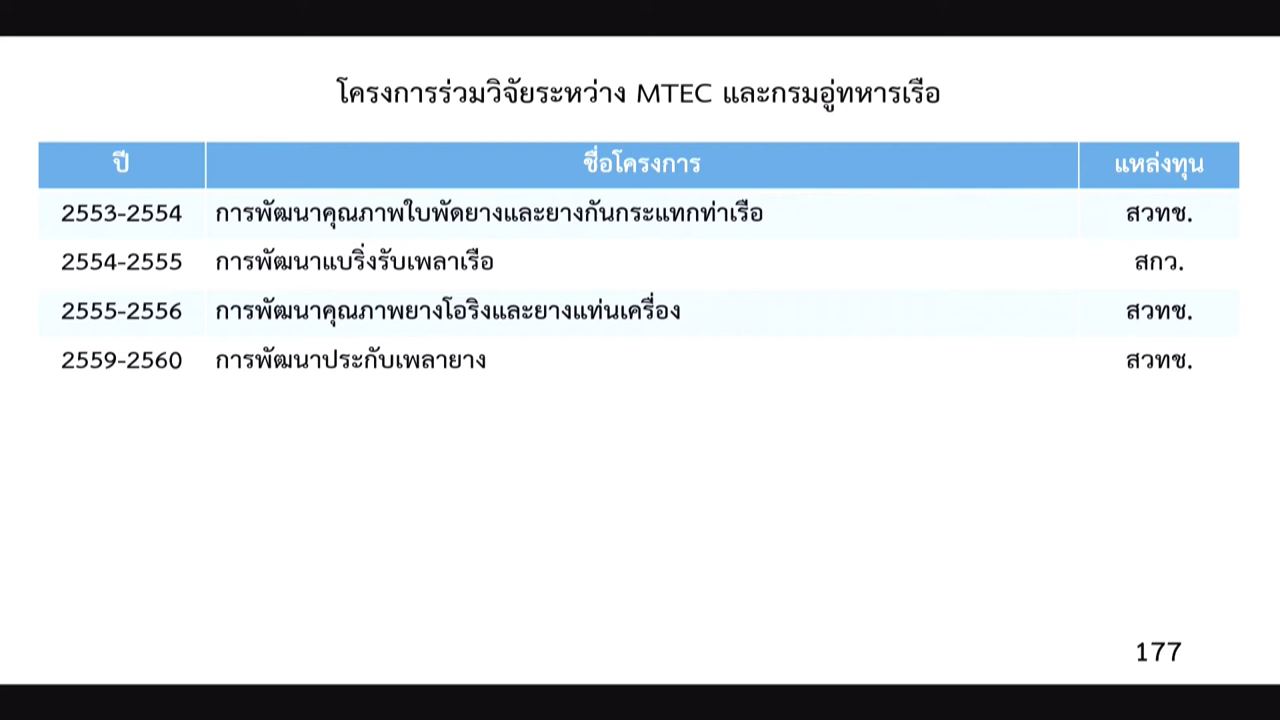 โครงการร่วมวิจัยระหว่าง MTEC และกรมอู่ทหารเรือ
ปี ชื่อโครงการ แหล่งทุน
2553-2554 การพัฒนาคุณภาพใบพัดยางและยางกันกระแทกท่าเรือ สวทช.
2554-2555 การพัฒนาแบริ่งรับเพลาเรือ สกว.
2555-2556 การพัฒนาคุณภาพยางโอริงและยางแท่นเครื่อง สวทช.
2559-2560 การพัฒนาประกับเพลายาง สวทช.
177